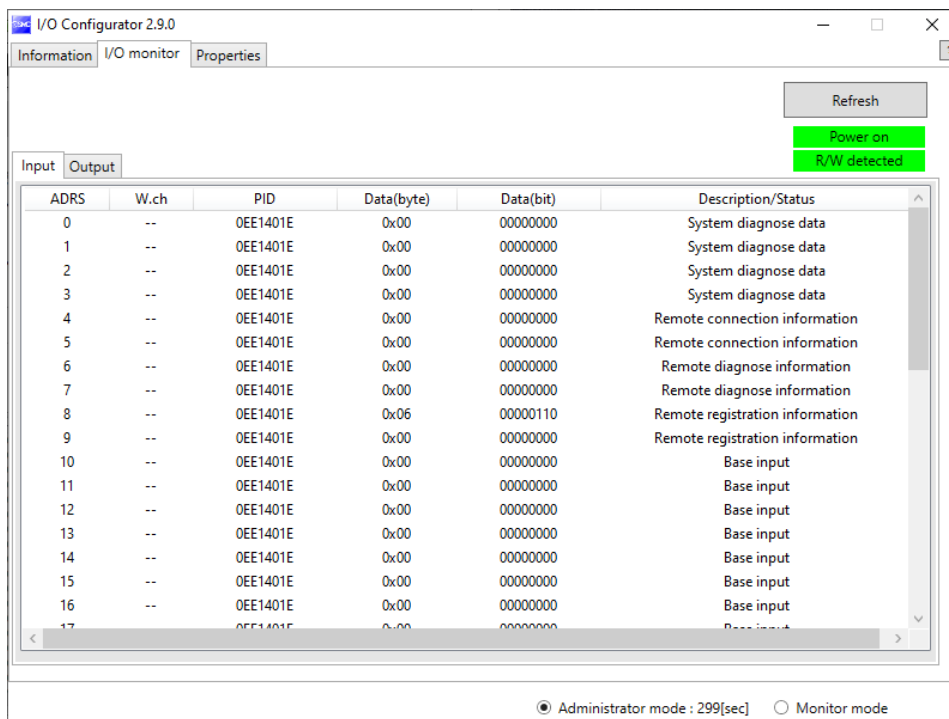 I/O Configurator 2.9.0
Information I/O monitor Properties
Refresh
Power on
R/W detected
Input Output
ADRS W.ch PID Data(byte) Data(bit) Description/Status
0 -- 0EE1401E 0x00 00000000 System diagnose data
1 -- 0EE1401E 0x00 00000000 System diagnose data
2 -- 0EE1401E 0x00 00000000 System diagnose data
3 -- 0EE1401E 0x00 00000000 System diagnose data
4 -- 0EE1401E 0x00 00000000 Remote connection information
5 -- 0EE1401E 0x00 00000000 Remote connection information
6 -- 0EE1401E 0x00 00000000 Remote diagnose information
7 -- 0EE1401E 0x00 00000000 Remote diagnose information
8 -- 0EE1401E 0x06 00000110 Remote registration information
9 -- 0EE1401E 0x00 00000000 Remote registration information
10 -- 0EE1401E 0x00 00000000 Base input
11 -- 0EE1401E 0x00 00000000 Base input
12 -- 0EE1401E 0x00 00000000 Base input
13 -- 0EE1401E 0x00 00000000 Base input
14 -- 0EE1401E 0x00 00000000 Base input
15 -- 0EE1401E 0x00 00000000 Base input
16 -- 0EE1401E 0x00 00000000 Base input
17 -- 0EE1401E 0x00 00000000 Base input
Administrator mode : 299[sec] Monitor mode